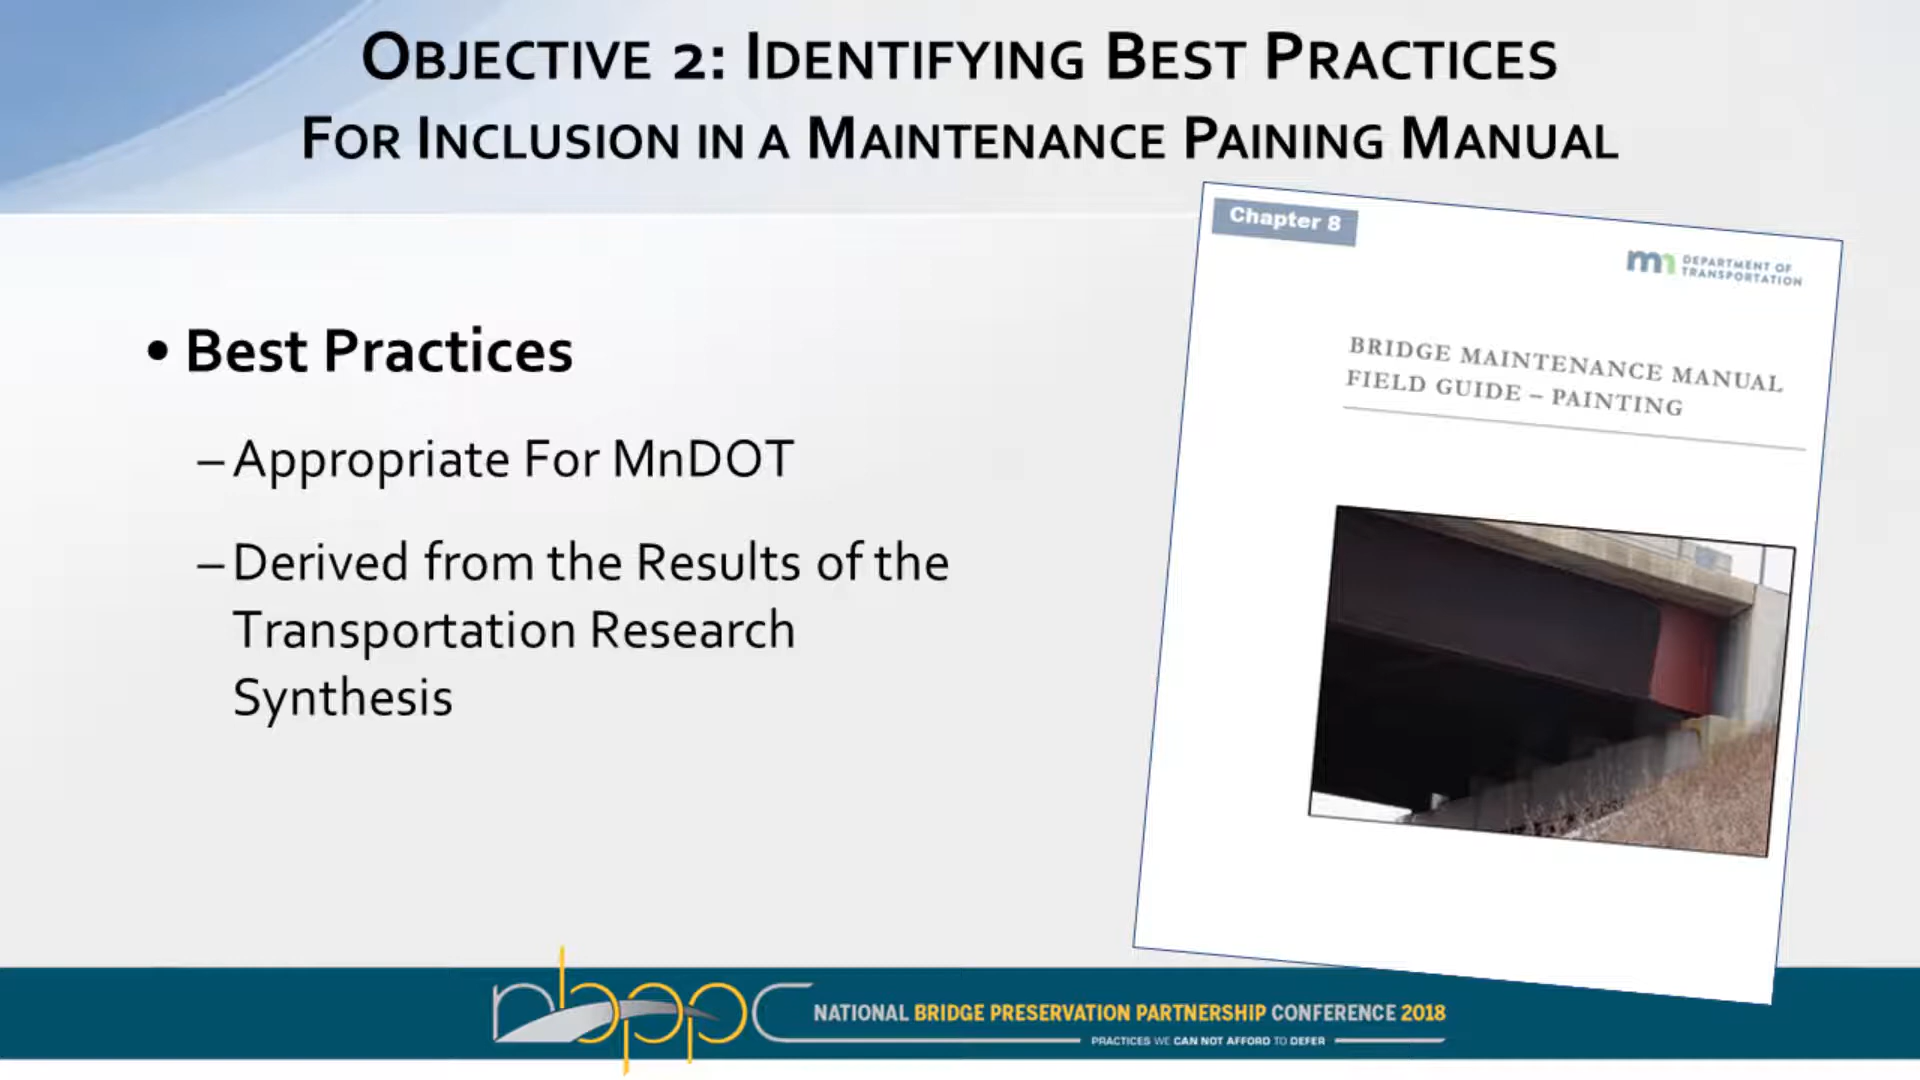 OBJECTIVE 2: IDENTIFYING BEST PRACTICES
FOR INCLUSION IN A MAINTENANCE PAINING MANUAL
Chapter 8
mn DEPARTMENT OF
TRANSPORTATION
BRIDGE MAINTENANCE MANUAL
FIELD GUIDE – PAINTING
• Best Practices
– Appropriate For MnDOT
– Derived from the Results of the
Transportation Research
Synthesis
nbppc
NATIONAL BRIDGE PRESERVATION PARTNERSHIP CONFERENCE 2018
PRACTICES WE CAN NOT AFFORD TO DEFER